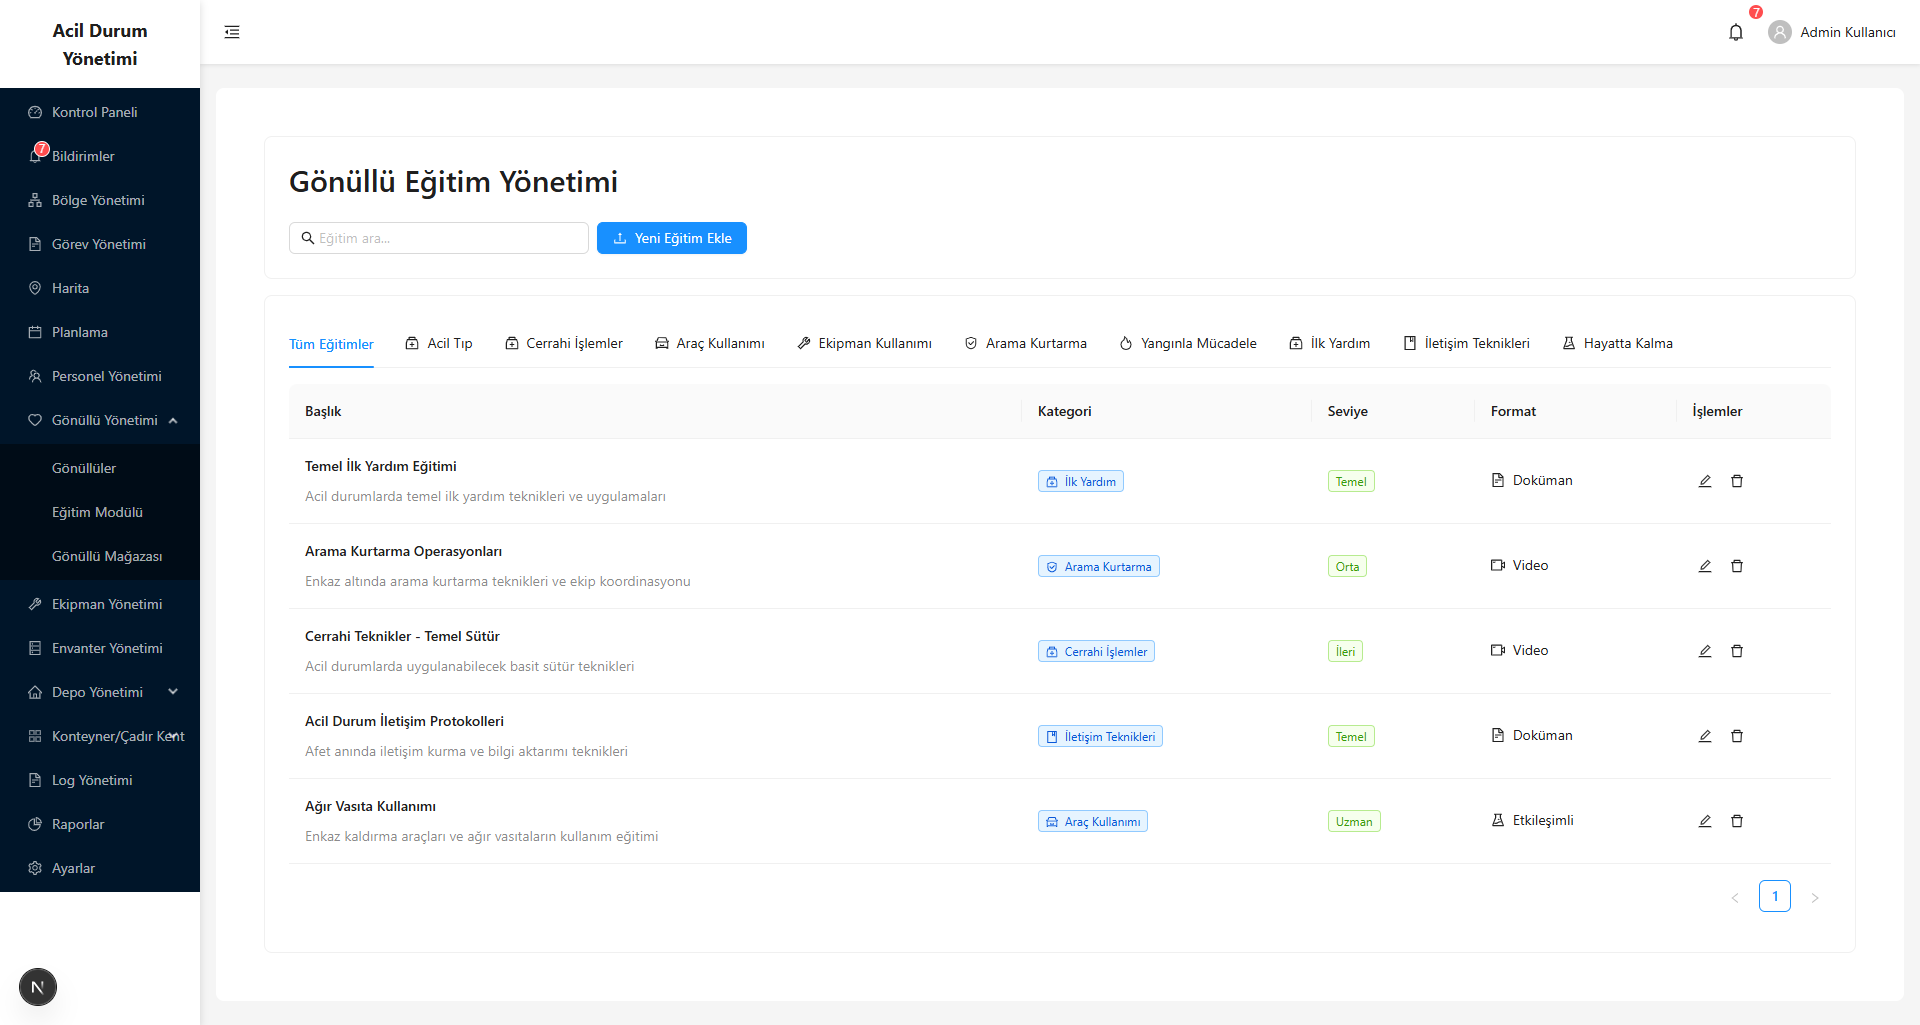 Acil Durum
Yönetimi
7
Admin Kullanıcı
Kontrol Paneli
7
Bildirimler
Bölge Yönetimi
Görev Yönetimi
Harita
Planlama
Personel Yönetimi
Gönüllü Yönetimi
Gönüllüler
Eğitim Modülü
Gönüllü Mağazası
Ekipman Yönetimi
Envanter Yönetimi
Depo Yönetimi
Konteyner/Çadır Kent
Log Yönetimi
Raporlar
Ayarlar
N
Gönüllü Eğitim Yönetimi
Eğitim ara...
Yeni Eğitim Ekle
Tüm Eğitimler Acil Tıp Cerrahi İşlemler Araç Kullanımı Ekipman Kullanımı Arama Kurtarma Yangınla Mücadele İlk Yardım İletişim Teknikleri Hayatta Kalma
Başlık Kategori Seviye Format İşlemler
Temel İlk Yardım Eğitimi
Acil durumlarda temel ilk yardım teknikleri ve uygulamaları
İlk Yardım Temel Doküman
Arama Kurtarma Operasyonları
Enkaz altında arama kurtarma teknikleri ve ekip koordinasyonu
Arama Kurtarma Orta Video
Cerrahi Teknikler - Temel Sütür
Acil durumlarda uygulanabilecek basit sütür teknikleri
Cerrahi İşlemler İleri Video
Acil Durum İletişim Protokolleri
Afet anında iletişim kurma ve bilgi aktarımı teknikleri
İletişim Teknikleri Temel Doküman
Ağır Vasıta Kullanımı
Enkaz kaldırma araçları ve ağır vasıtaların kullanım eğitimi
Araç Kullanımı Uzman Etkileşimli
< 1 >